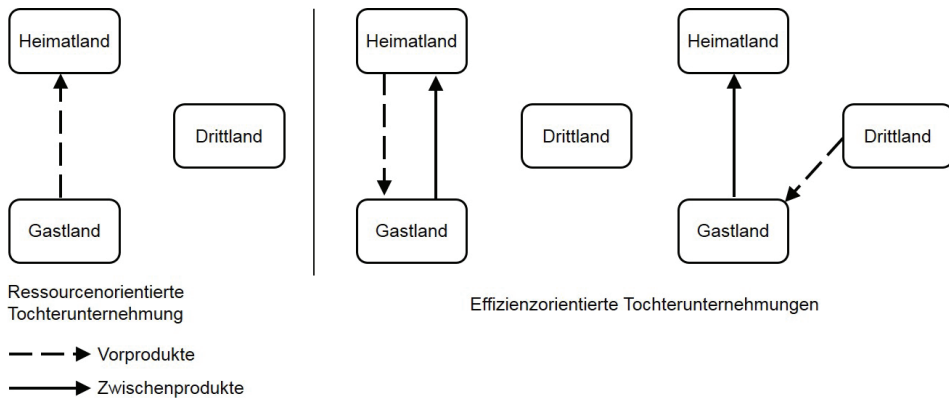 Heimatland
Heimatland
Heimatland
Drittland
Drittland
Drittland
Gastland
Gastland
Gastland
Ressourcenorientierte
Tochterunternehmung
Effizienzorientierte Tochterunternehmungen
Vorprodukte
Zwischenprodukte